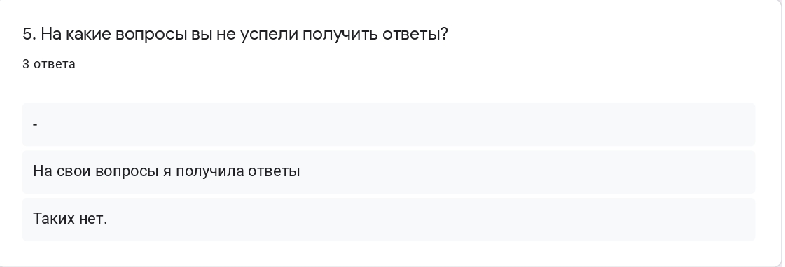 5. На какие вопросы вы не успели получить ответы?
3 ответа
-
На свои вопросы я получила ответы
Таких нет.